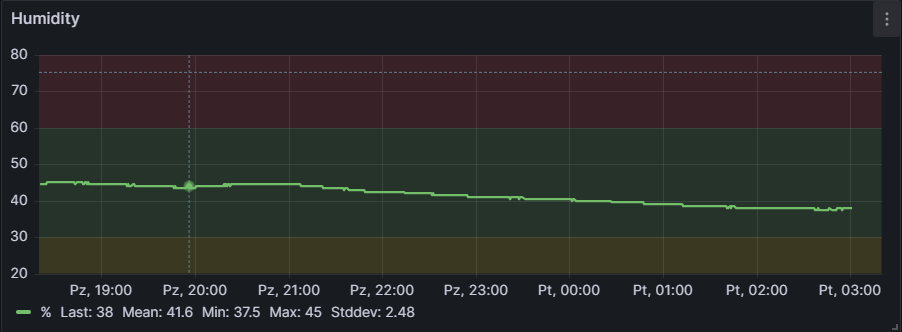 Humidity
80
70
60
50
40
30
20
Pz, 19:00 Pz, 20:00 Pz, 21:00 Pz, 22:00 Pz, 23:00 Pt, 00:00 Pt, 01:00 Pt, 02:00 Pt, 03:00
% Last: 38 Mean: 41.6 Min: 37.5 Max: 45 Stddev: 2.48